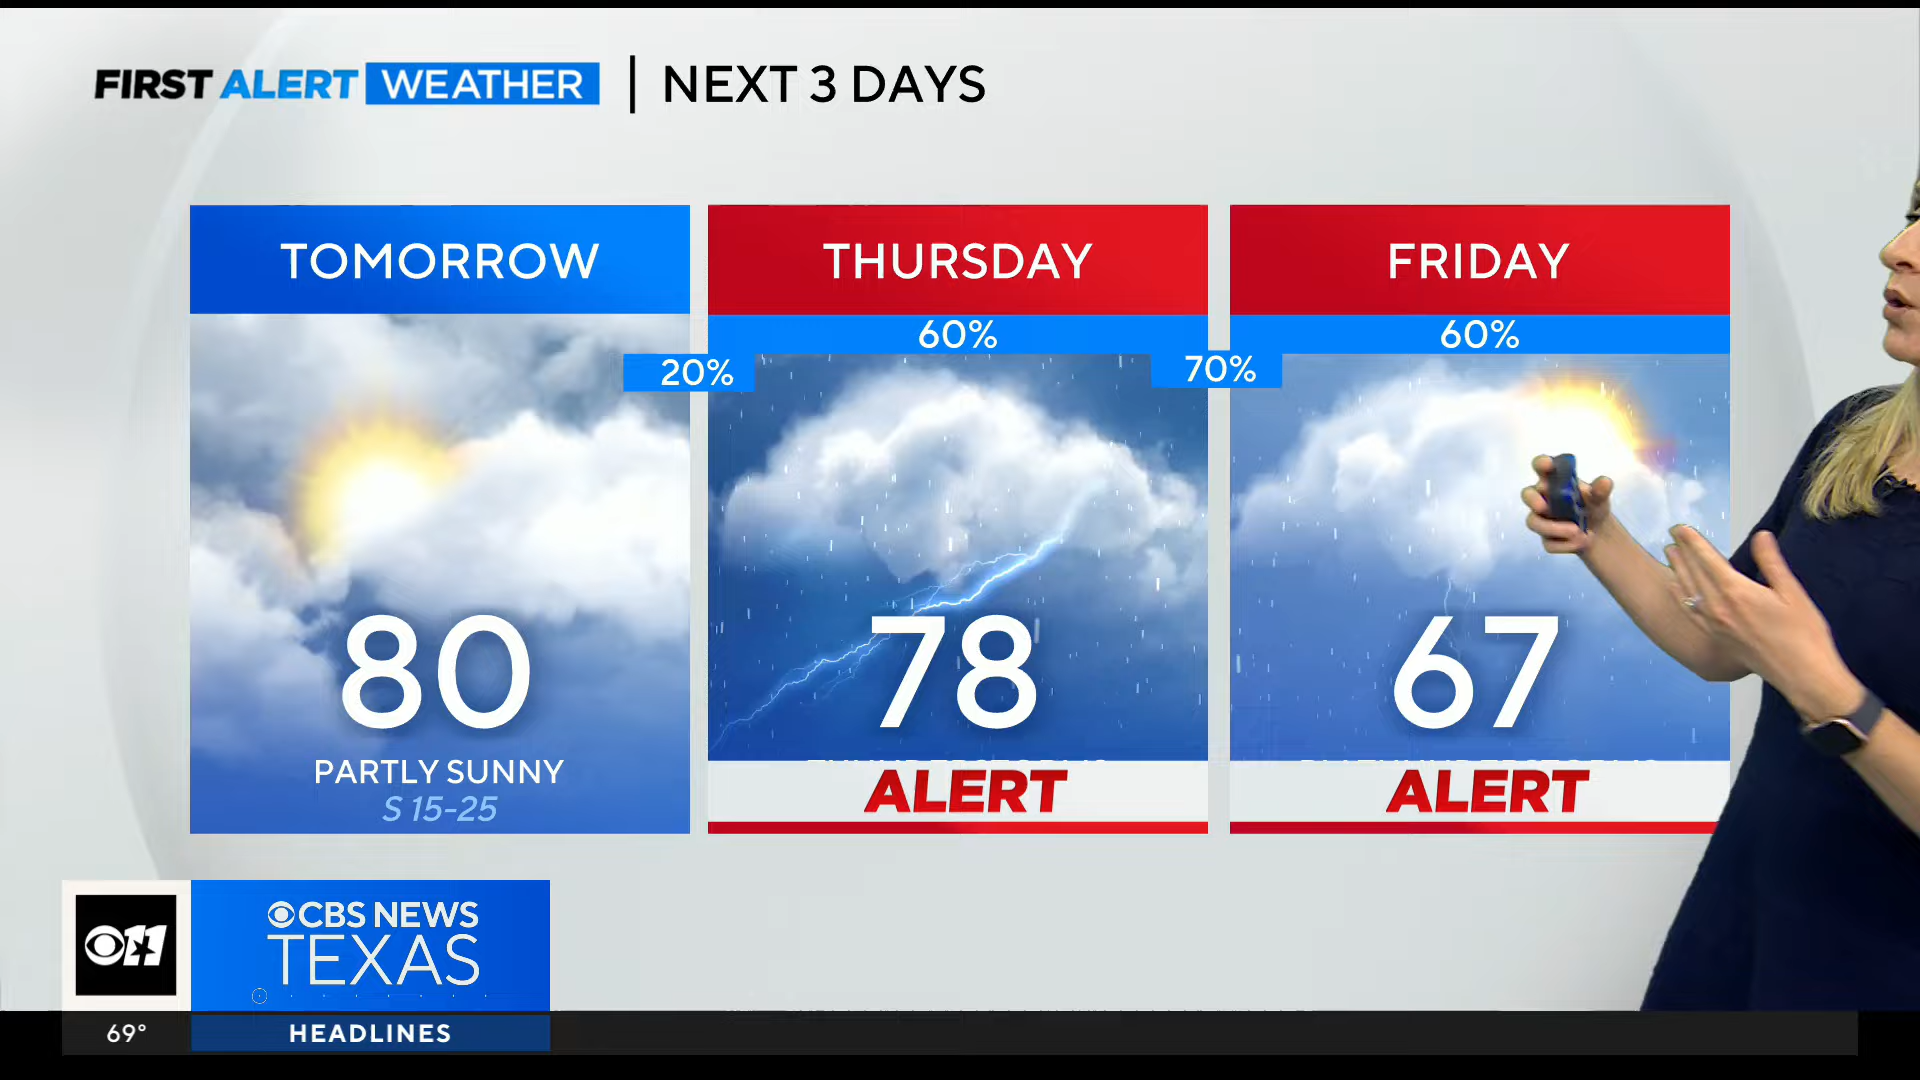 FIRST ALERT WEATHER | NEXT 3 DAYS
TOMORROW
80
PARTLY SUNNY
S 15-25
20%
THURSDAY
60%
78
ALERT
70%
FRIDAY
60%
67
ALERT
11
CBS NEWS
TEXAS
69°
HEADLINES